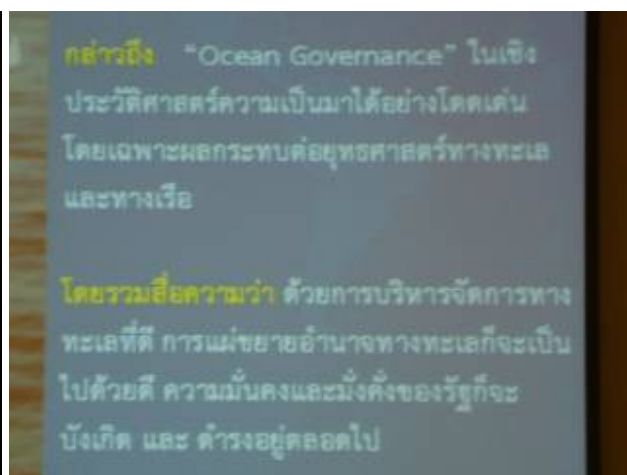 กล่าวถึง "Ocean Governance" ในเชิง
ประวัติศาสตร์ความเป็นมาได้อย่างโดดเด่น
โดยเฉพาะผลกระทบต่อยุทธศาสตร์ทางทะเล
และทางเรือ
โดยรวมสื่อความว่า ด้วยการบริหารจัดการทาง
ทะเลที่ดี การแผ่ขยายอำนาจทางทะเลก็จะเป็น
ไปด้วยดี ความมั่นคงและมั่งคั่งของรัฐก็จะ
บังเกิด และ ดำรงอยู่ตลอดไป